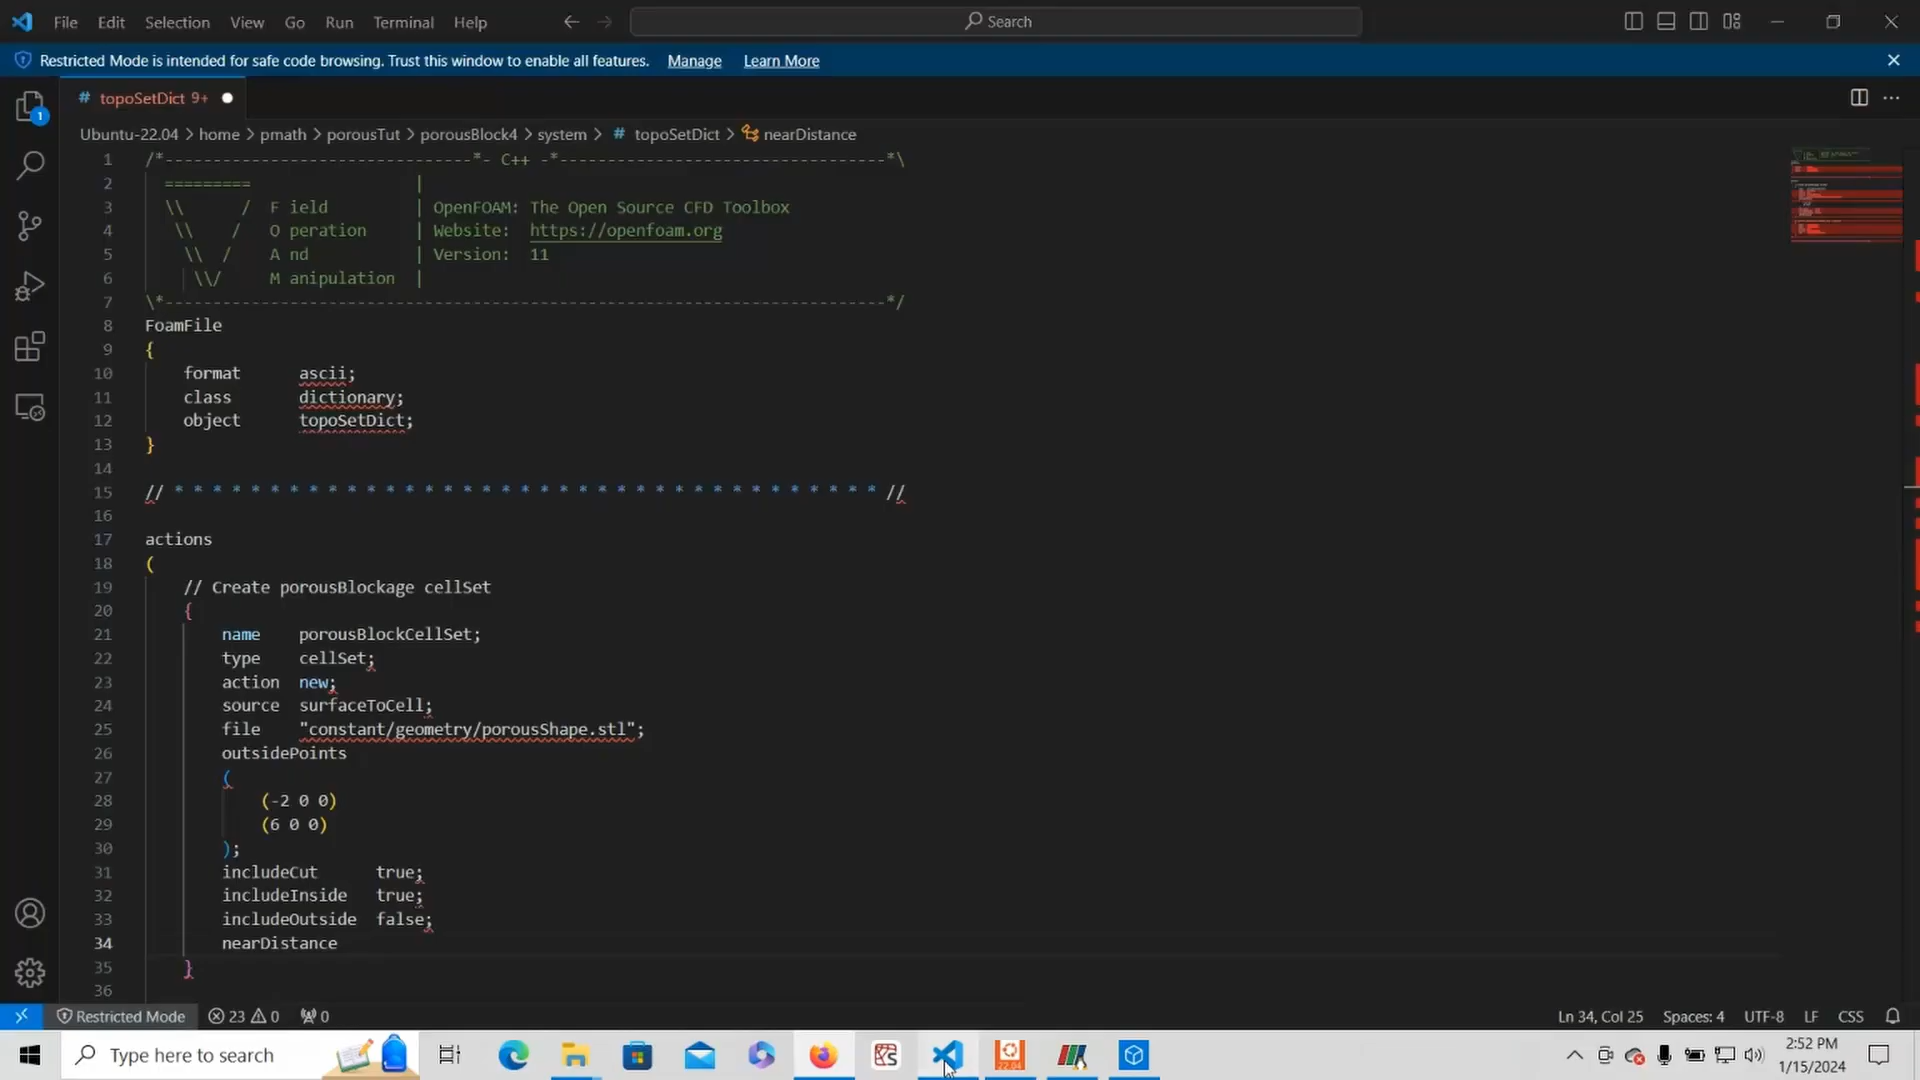 File Edit Selection View Go Run Terminal Help Search
Restricted Mode is intended for safe code browsing. Trust this window to enable all features. Manage Learn More
# topoSetDict 9+
Ubuntu-22.04 > home > pmath > porousTut > porousBlock4 > system > # topoSetDict > nearDistance
1 /*--------------------------------*- C++ -*----------------------------------*\
2 ========= |
3 \\ / F ield | OpenFOAM: The Open Source CFD Toolbox
4 \\ / O peration | Website: https://openfoam.org
5 \\ / A nd | Version: 11
6 \\/ M anipulation |
7 \*---------------------------------------------------------------------------*/
8 FoamFile
9 {
10 format ascii;
11 class dictionary;
12 object topoSetDict;
13 }
14
15 // * * * * * * * * * * * * * * * * * * * * * * * * * * * * * * * * * * * * * //
16
17 actions
18 (
19 // Create porousBlockage cellSet
20 {
21 name porousBlockCellSet;
22 type cellSet;
23 action new;
24 source surfaceToCell;
25 file "constant/geometry/porousShape.stl";
26 outsidePoints
27 (
28 (-2 0 0)
29 (6 0 0)
30 );
31 includeCut true;
32 includeInside true;
33 includeOutside false;
34 nearDistance
35 }
36
Restricted Mode 23 0 0 Ln 34, Col 25 Spaces: 4 UTF-8 LF CSS
Type here to search 22.04 2:52 PM
1/15/2024